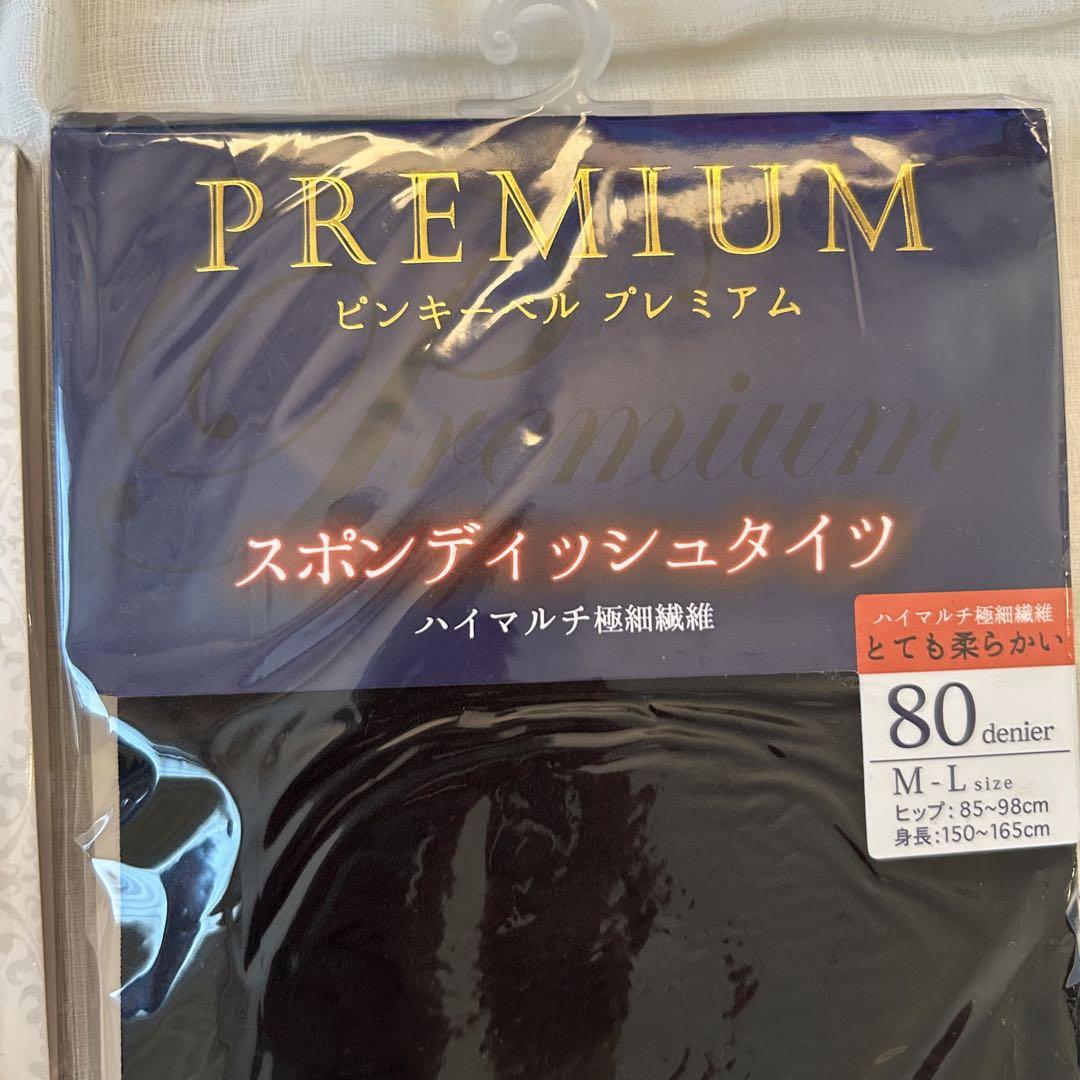 PREMIUM
ピンキーベル プレミアム
Premium
スポンディッシュタイツ
ハイマルチ極細繊維
ハイマルチ極細繊維
とても柔らかい
80 denier
M - L size
ヒップ : 85~98cm
身長 : 150~165cm